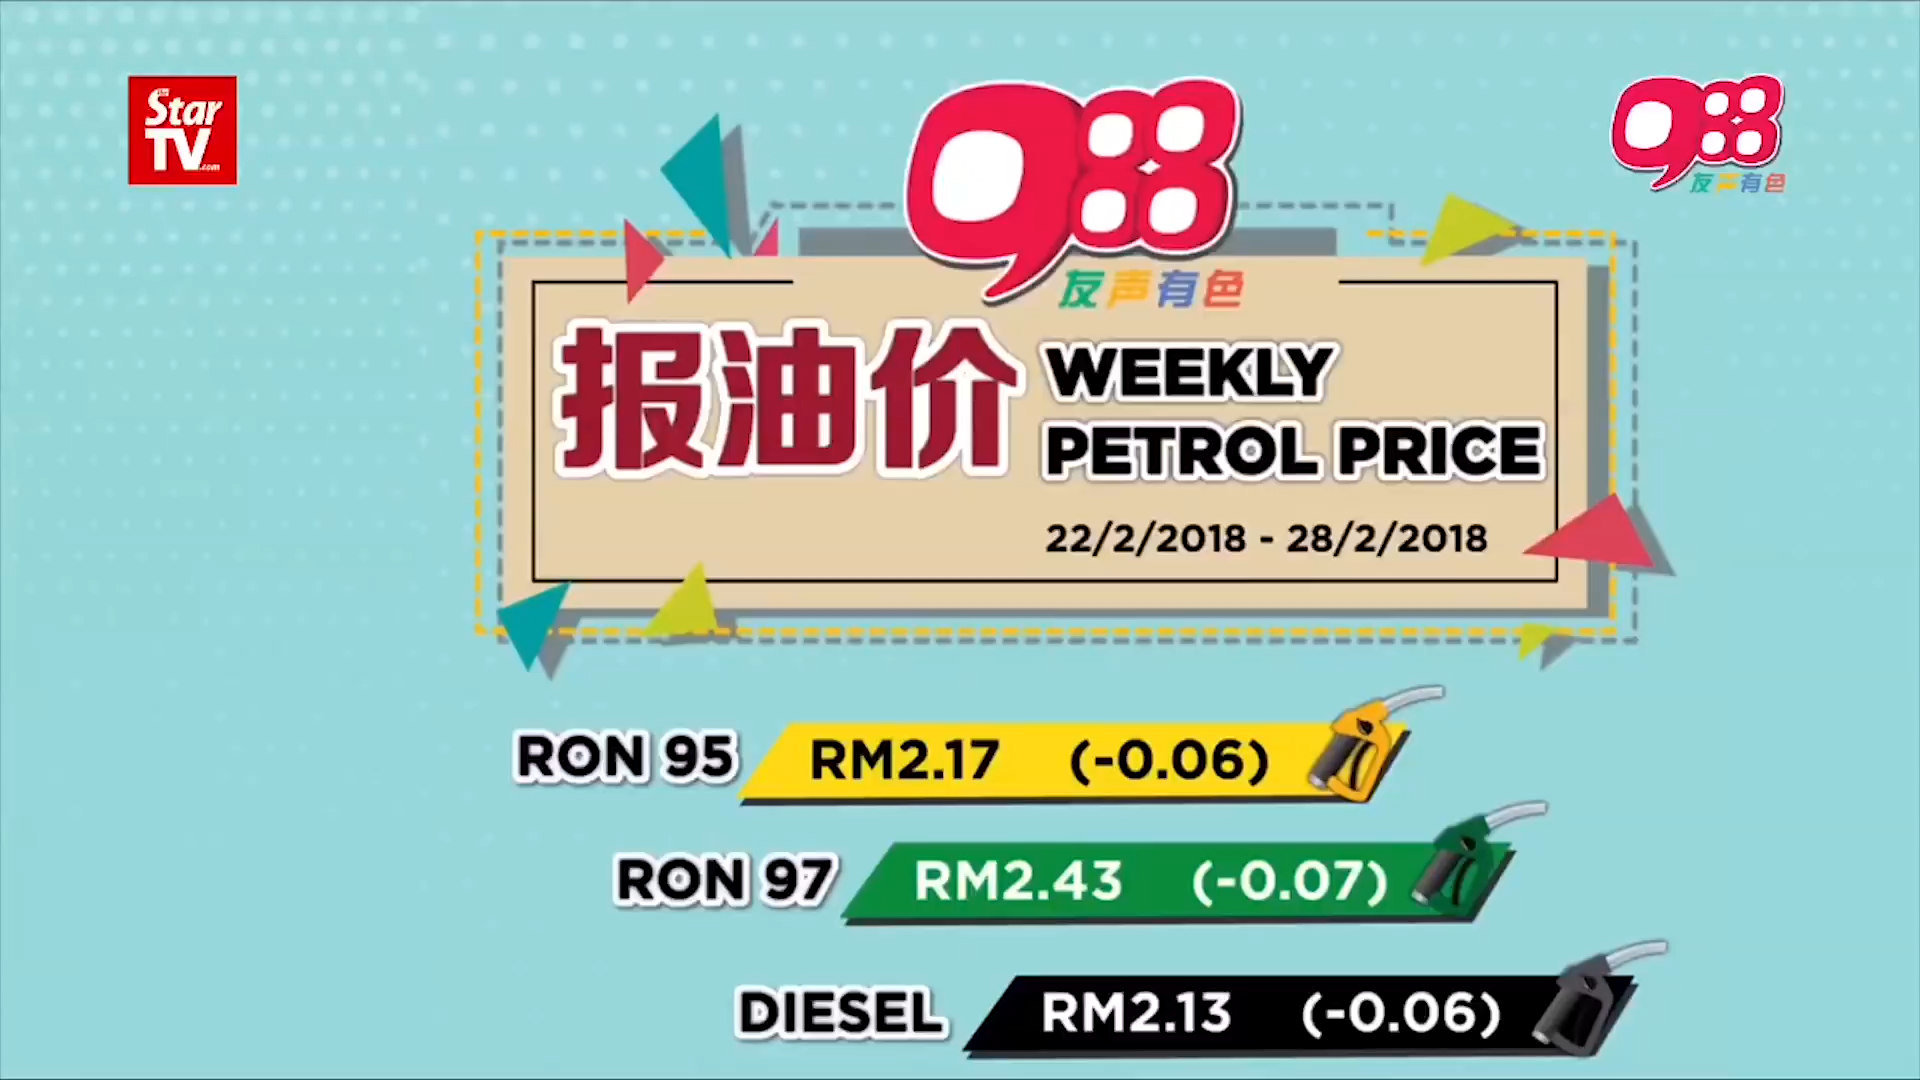 the Star
TV.com
988
友声有色
988
友声有色
报油价
WEEKLY
PETROL PRICE
22/2/2018 - 28/2/2018
RON 95 RM2.17 (-0.06)
RON 97 RM2.43 (-0.07)
DIESEL RM2.13 (-0.06)